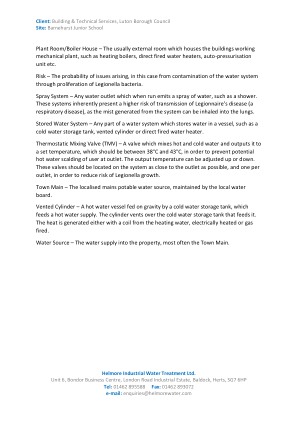 Client: Building & Technical Services, Luton Borough Council
Site: Barnehurst Junior School
Plant Room/Boiler House – The usually external room which houses the buildings working
mechanical plant, such as heating boilers, direct fired water heaters, auto-pressurisation
unit etc.
Risk – The probability of issues arising, in this case from contamination of the water system
through proliferation of Legionella bacteria.
Spray System – Any water outlet which when run emits a spray of water, such as a shower.
These systems inherently present a higher risk of transmission of Legionnaire's disease (a
respiratory disease), as the mist generated from the system can be inhaled into the lungs.
Stored Water System – Any part of a water system which stores water in a vessel, such as a
cold water storage tank, vented cylinder or direct fired water heater.
Thermostatic Mixing Valve (TMV) – A valve which mixes hot and cold water and outputs it to
a set temperature, which should be between 38°C and 43°C, in order to prevent potential
hot water scalding of user at outlet. The output temperature can be adjusted up or down.
These valves should be located on the system as close to the outlet as possible, and one per
outlet, in order to reduce risk of Legionella growth.
Town Main – The localised mains potable water source, maintained by the local water
board.
Vented Cylinder – A hot water vessel fed on gravity by a cold water storage tank, which
feeds a hot water supply. The cylinder vents over the cold water storage tank that feeds it.
The heat is generated either with a coil from the heating water, electrically heated or gas
fired.
Water Source – The water supply into the property, most often the Town Main.
Helmore Industrial Water Treatment Ltd.
Unit 6, Bondor Business Centre, London Road Industrial Estate, Baldock, Herts, SG7 6HP
Tel: 01462 895588 Fax: 01462 893872
e-mail: enquiries@helmorewater.com